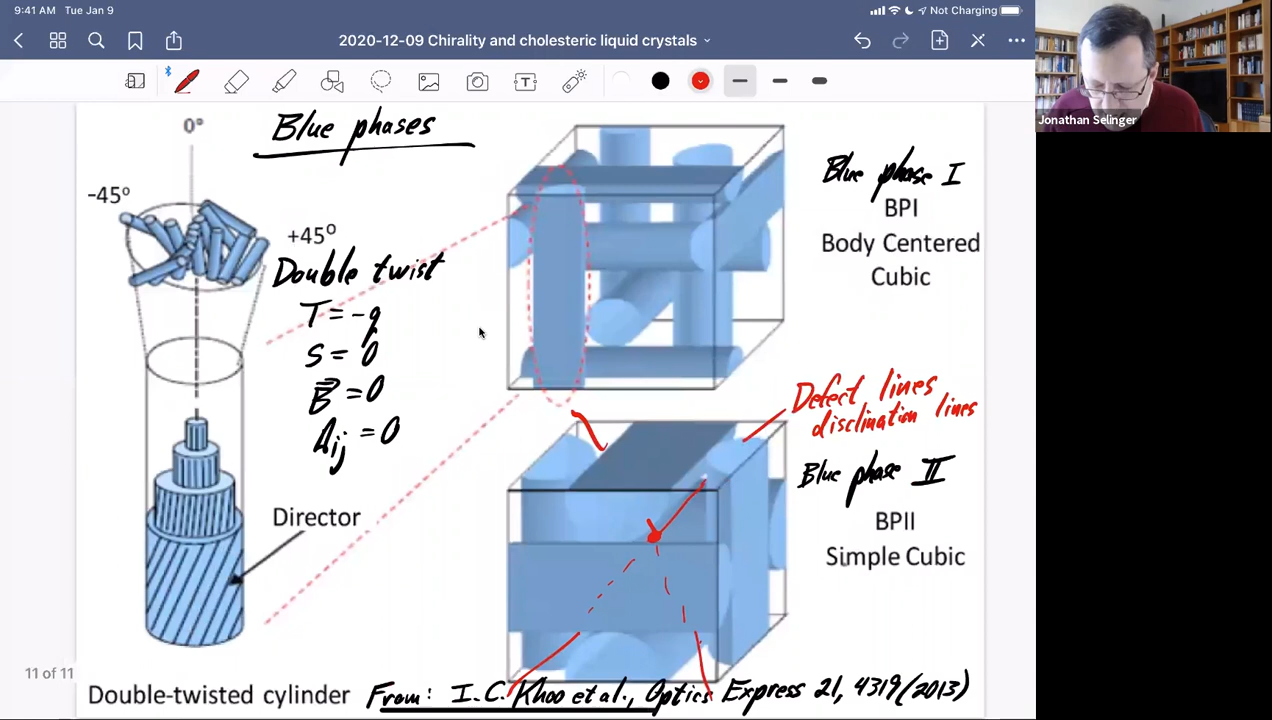 9:41 AM Tue Jan 9
Not Charging
2020-12-09 Chirality and cholesteric liquid crystals
Jonathan Selinger
Blue phases
0°
-45°
+45°
Double twist
T = -q
S = 0
B = 0
Δij = 0
Director
Double-twisted cylinder
Blue phase I
BPI
Body Centered
Cubic
Defect lines
disclination lines
Blue phase II
BPII
Simple Cubic
11 of 11
From: I.C. Khoo et al., Optics Express 21, 4319 (2013)